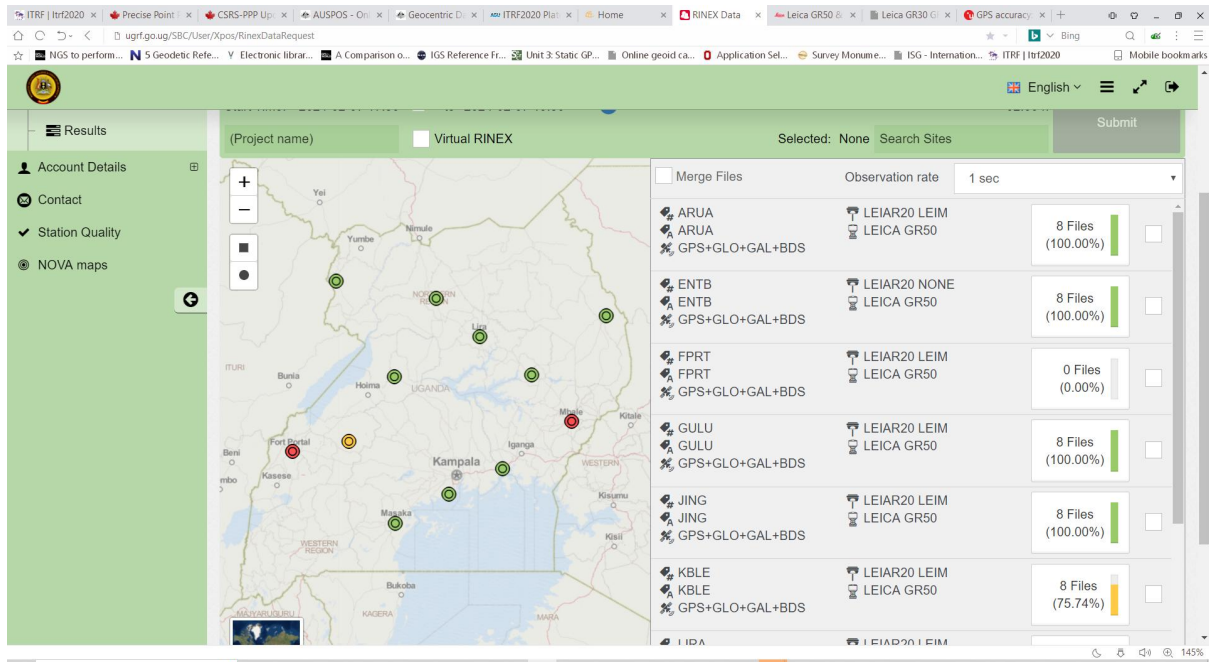 ITRF | Itrf2020
Precise Point
CSRS-PPP Up
AUSPOS - On
Geocentric D
ITRF2020 Plat
Home
RINEX Data
Leica GR50 &
Leica GR30 G
GPS accuracy
ugrf.go.ug/SBC/User/Xpos/RinexDataRequest
Bing
NGS to perform...
5 Geodetic Refe...
Electronic librar...
A Comparison o...
IGS Reference Fr...
Unit 3: Static GP...
Online geoid ca...
Application Sel...
Survey Monume...
ISG - Internation...
ITRF | Itrf2020
Mobile bookmarks
English
Results
Account Details
Contact
Station Quality
NOVA maps
(Project name)
Virtual RINEX
Selected: None
Search Sites
Submit
+
−
Yei
Nimule
Yumbe
NORTHERN
REGION
Lira
ITURI
Bunia
Hoima
UGANDA
Mbale
Kitale
Fort Portal
Beni
Iganga
Kampala
WESTERN
Kasese
mbo
Kisumu
Masaka
Kisii
WESTERN
REGION
Bukoba
KAGERA
MARA
Merge Files
Observation rate
1 sec
ARUA
LEIAR20 LEIM
ARUA
LEICA GR50
GPS+GLO+GAL+BDS
8 Files
(100.00%)
ENTB
LEIAR20 NONE
ENTB
LEICA GR50
GPS+GLO+GAL+BDS
8 Files
(100.00%)
FPRT
LEIAR20 LEIM
FPRT
LEICA GR50
GPS+GLO+GAL+BDS
0 Files
(0.00%)
GULU
LEIAR20 LEIM
GULU
LEICA GR50
GPS+GLO+GAL+BDS
8 Files
(100.00%)
JING
LEIAR20 LEIM
JING
LEICA GR50
GPS+GLO+GAL+BDS
8 Files
(100.00%)
KBLE
LEIAR20 LEIM
KBLE
LEICA GR50
GPS+GLO+GAL+BDS
8 Files
(75.74%)
LIRA
LEIAR20 LEIM
145%